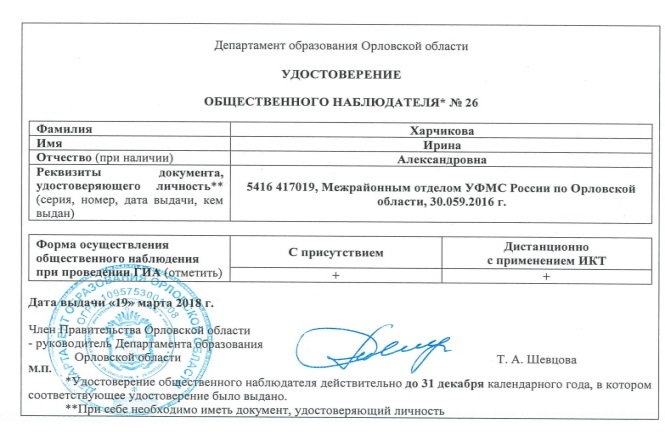 Департамент образования Орловской области
УДОСТОВЕРЕНИЕ
ОБЩЕСТВЕННОГО НАБЛЮДАТЕЛЯ* № 26
Фамилия Харчикова
Имя Ирина
Отчество (при наличии) Александровна
Реквизиты документа,
удостоверяющего личность**
(серия, номер, дата выдачи, кем
выдан)
5416 417019, Межрайонным отделом УФМС России по Орловской
области, 30.059.2016 г.
Форма осуществления
общественного наблюдения
при проведении ГИА (отметить)
С присутствием
Дистанционно
с применением ИКТ
+ +
Дата выдачи «19» марта 2018 г.
Член Правительства Орловской области
- руководитель Департамента образования
Орловской области
Т. А. Шевцова
М.П.
*Удостоверение общественного наблюдателя действительно до 31 декабря календарного года, в котором
соответствующее удостоверение было выдано.
**При себе необходимо иметь документ, удостоверяющий личность
ДЕПАРТАМЕНТ ОБРАЗОВАНИЯ ОРЛОВСКОЙ ОБЛАСТИ